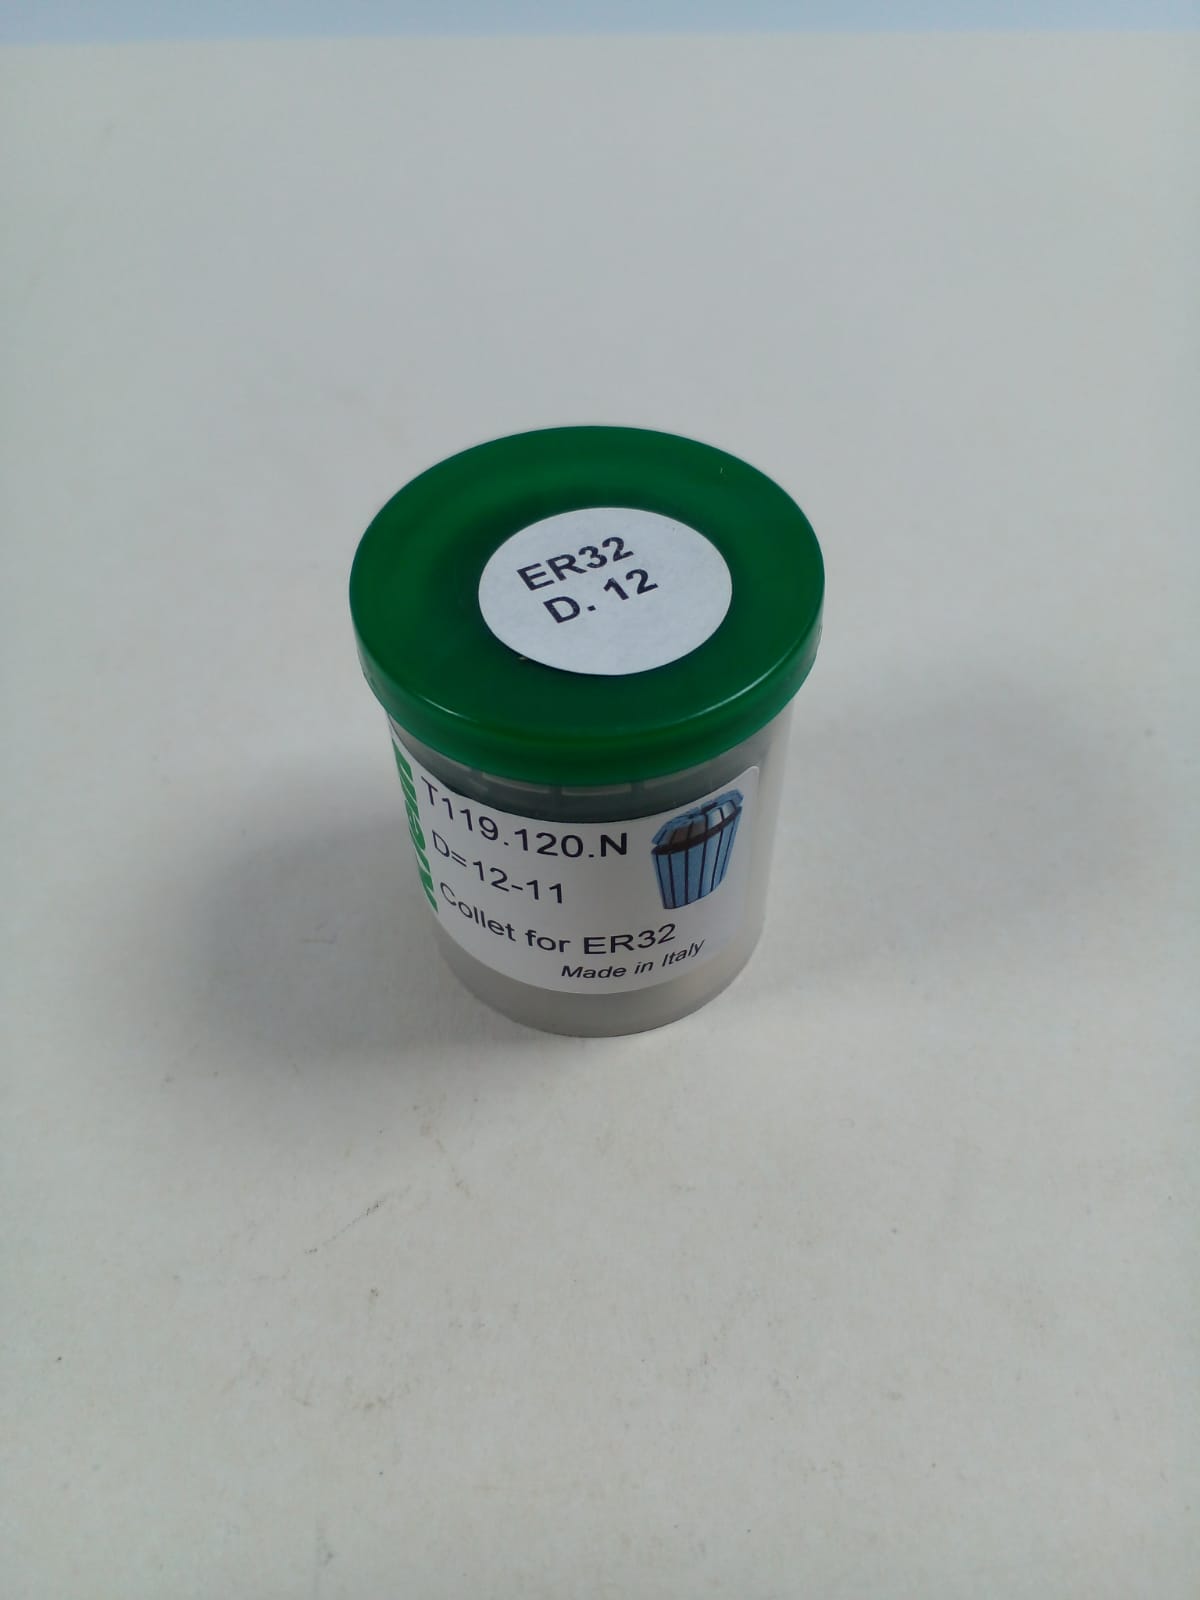 ER32
D. 12
T119.120.N
D=12-11
Collet for ER32
Made in Italy